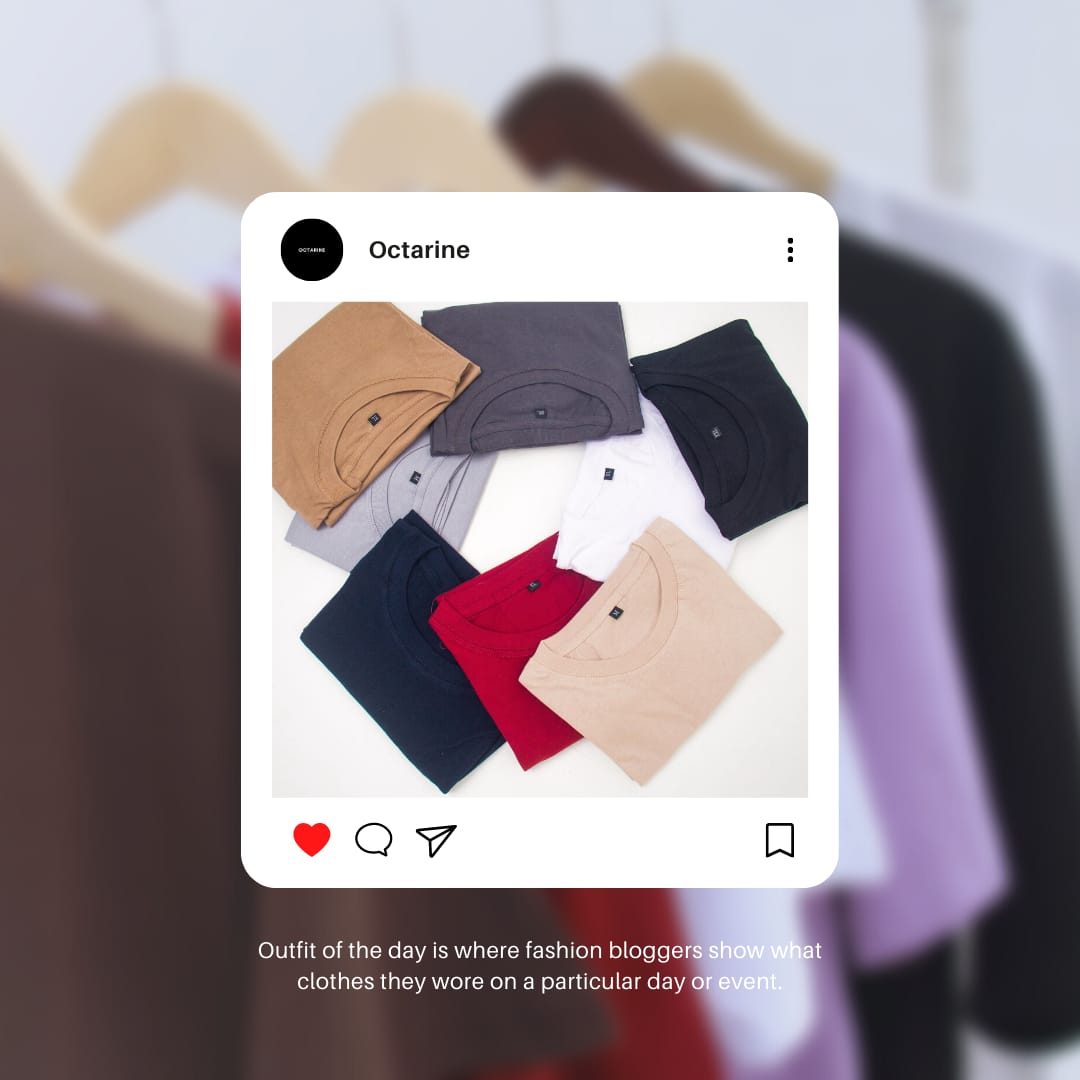 OCTARINE
Octarine
Outfit of the day is where fashion bloggers show what
clothes they wore on a particular day or event.